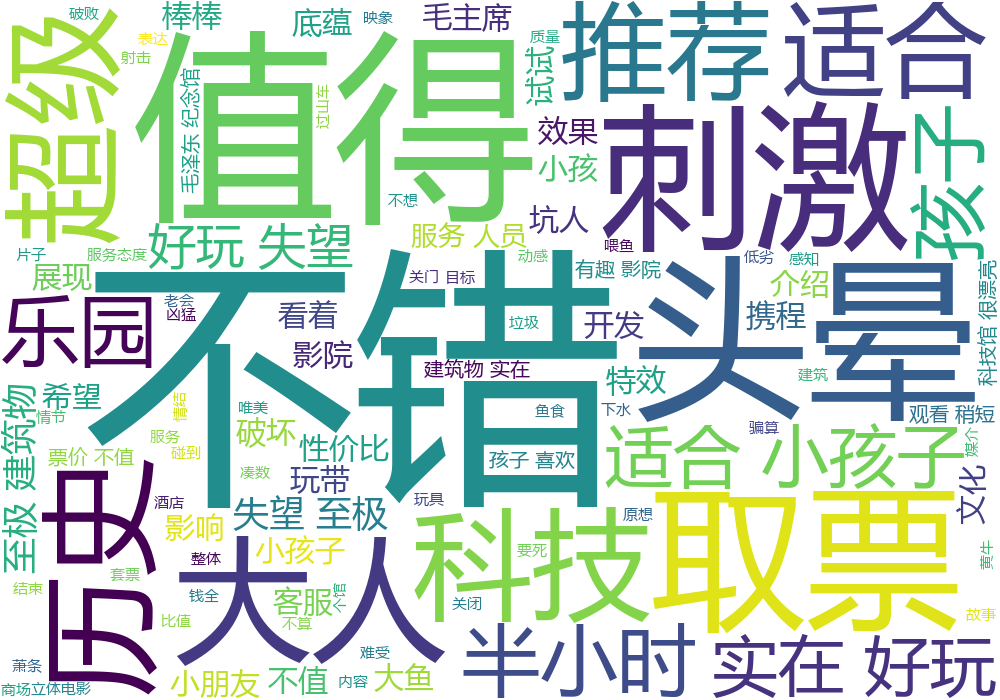 破败
棒棒
底蕴
映象
毛主席
推荐
适合
超级
表达
射击
值得
质量
试试
毛泽东 纪念馆
过山车
效果
小孩
刺激
孩子
不想
坑人
片子
服务态度
好玩 失望
服务 人员
喂鱼
动感
低劣
感知
展现
关门 目标
有趣 影院
介绍
科技馆 很漂亮
老会
凶猛
乐园
看着
垃圾
开发
携程
不错
头晕
影院
建筑物 实在
特效
建筑
希望
情节
情结
唯美
鱼食
下水
观看 稍短
至极 建筑物
服务
碰到
破坏
性价比
骗算
适合 小孩子
媒介
票价 不值
孩子 喜欢
凑数
玩带
玩具
文化
历史
酒店
失望 至极
影响
科技
原想
取票
整体
小孩子
大人
要死
黄牛
套票
结束
钱全
客服
小馆
关闭
比值
不算
故事
半小时
实在 好玩
萧条
商场立体电影
小朋友
不值
难受
内容
大鱼